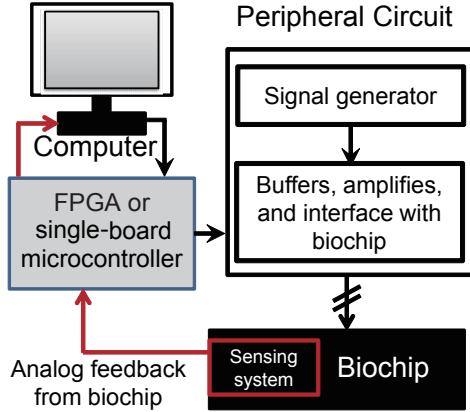 Peripheral Circuit
Signal generator
Computer
Buffers, amplifies,
and interface with
biochip
FPGA or
single-board
microcontroller
Sensing
system
Biochip
Analog feedback
from biochip